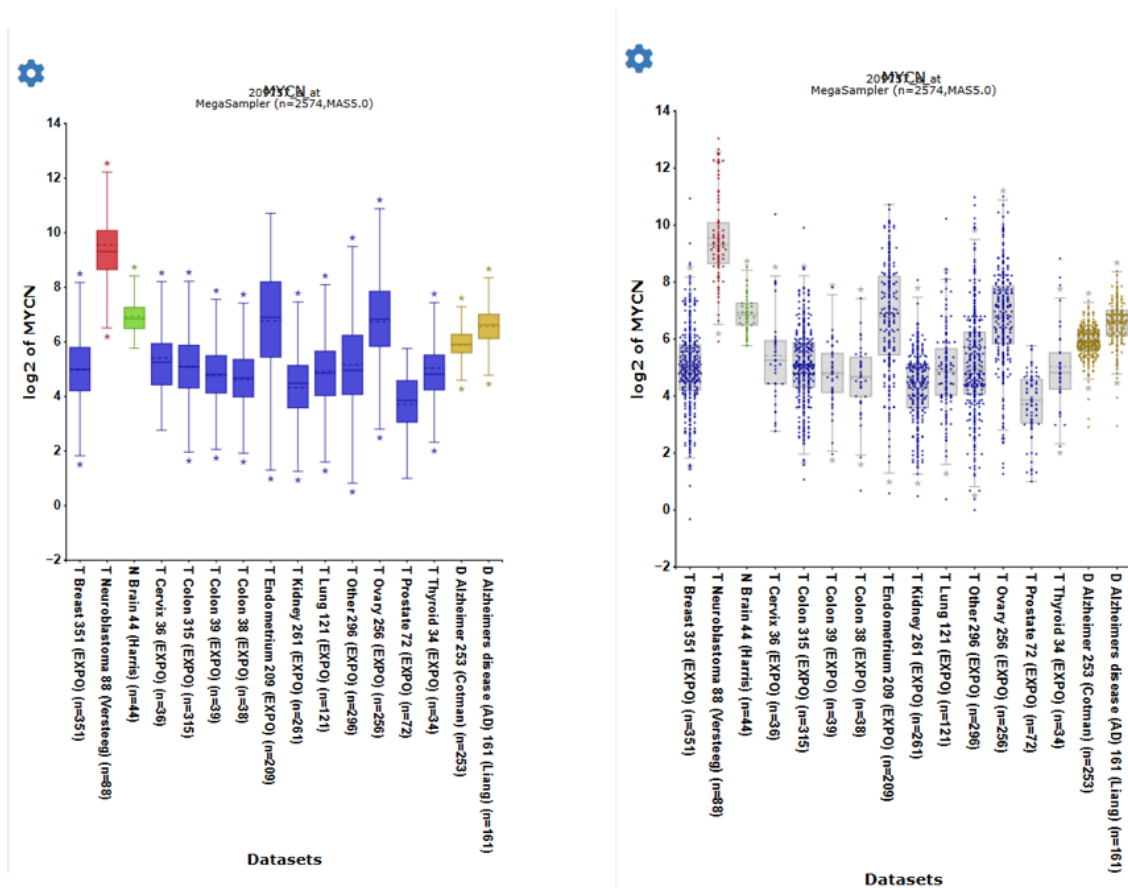 MYCN
MegaSampler (n=2574,MAS5.0)
14
12
10
8
6
4
2
0
−2
log2 of MYCN
T Breast 351 (EXPO) (n=351)
T Neuroblastoma 88 (Versteeg) (n=88)
N Brain 44 (Harris) (n=44)
T Cervix 36 (EXPO) (n=36)
T Colon 315 (EXPO) (n=315)
T Colon 39 (EXPO) (n=39)
T Colon 38 (EXPO) (n=38)
T Endometrium 209 (EXPO) (n=209)
T Kidney 261 (EXPO) (n=261)
T Lung 121 (EXPO) (n=121)
T Other 296 (EXPO) (n=296)
T Ovary 256 (EXPO) (n=256)
T Prostate 72 (EXPO) (n=72)
T Thyroid 34 (EXPO) (n=34)
D Alzheimer 253 (Cotman) (n=253)
D Alzheimers disease (AD) 161 (Liang) (n=161)
Datasets
MYCN
MegaSampler (n=2574,MAS5.0)
14
12
10
8
6
4
2
0
−2
log2 of MYCN
T Breast 351 (EXPO) (n=351)
T Neuroblastoma 88 (Versteeg) (n=88)
N Brain 44 (Harris) (n=44)
T Cervix 36 (EXPO) (n=36)
T Colon 315 (EXPO) (n=315)
T Colon 39 (EXPO) (n=39)
T Colon 38 (EXPO) (n=38)
T Endometrium 209 (EXPO) (n=209)
T Kidney 261 (EXPO) (n=261)
T Lung 121 (EXPO) (n=121)
T Other 296 (EXPO) (n=296)
T Ovary 256 (EXPO) (n=256)
T Prostate 72 (EXPO) (n=72)
T Thyroid 34 (EXPO) (n=34)
D Alzheimer 253 (Cotman) (n=253)
D Alzheimers disease (AD) 161 (Liang) (n=161)
Datasets